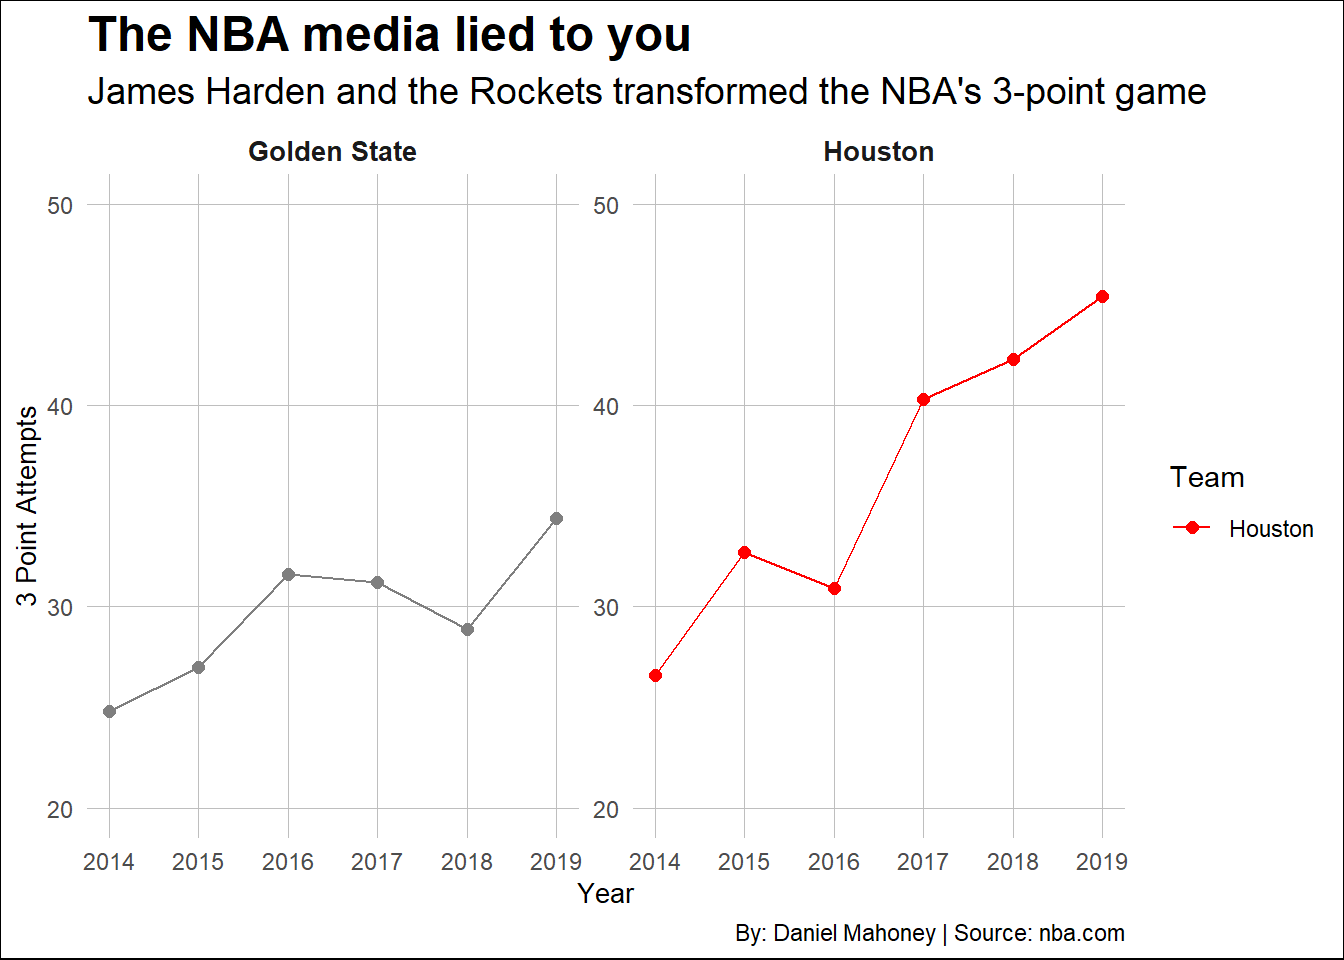 The NBA media lied to you
James Harden and the Rockets transformed the NBA's 3-point game
Golden State
Houston
3 Point Attempts
50
40
30
20
50
40
30
20
2014 2015 2016 2017 2018 2019
2014 2015 2016 2017 2018 2019
Year
Team
Houston
By: Daniel Mahoney | Source: nba.com